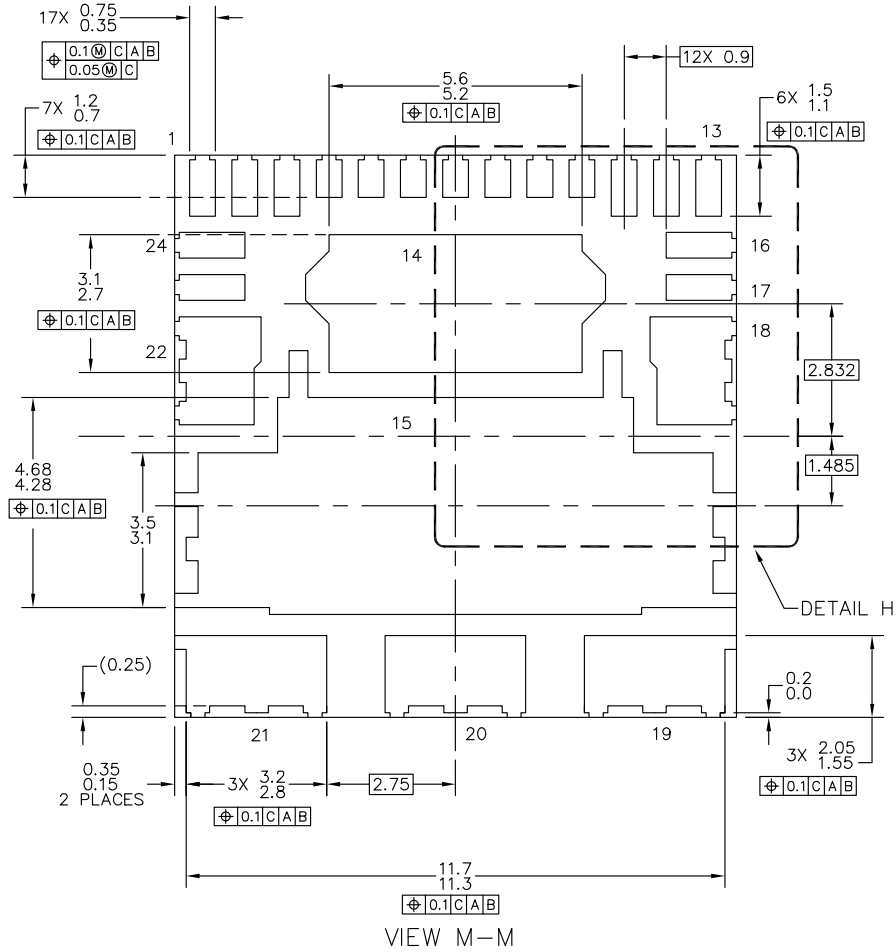 17X 0.75
0.35
⌖ 0.1 Ⓜ C A B
0.05 Ⓜ C
7X 1.2
0.7
⌖ 0.1 C A B
5.6
5.2
⌖ 0.1 C A B
12X 0.9
6X 1.5
1.1
⌖ 0.1 C A B
1
13
24
14
16
3.1
2.7
⌖ 0.1 C A B
17
22
18
2.832
15
1.485
4.68
4.28
⌖ 0.1 C A B
3.5
3.1
DETAIL H
(0.25)
0.2
0.0
21
20
19
3X 2.05
1.55
⌖ 0.1 C A B
0.35
0.15
2 PLACES
3X 3.2
2.8
⌖ 0.1 C A B
2.75
11.7
11.3
⌖ 0.1 C A B
VIEW M-M